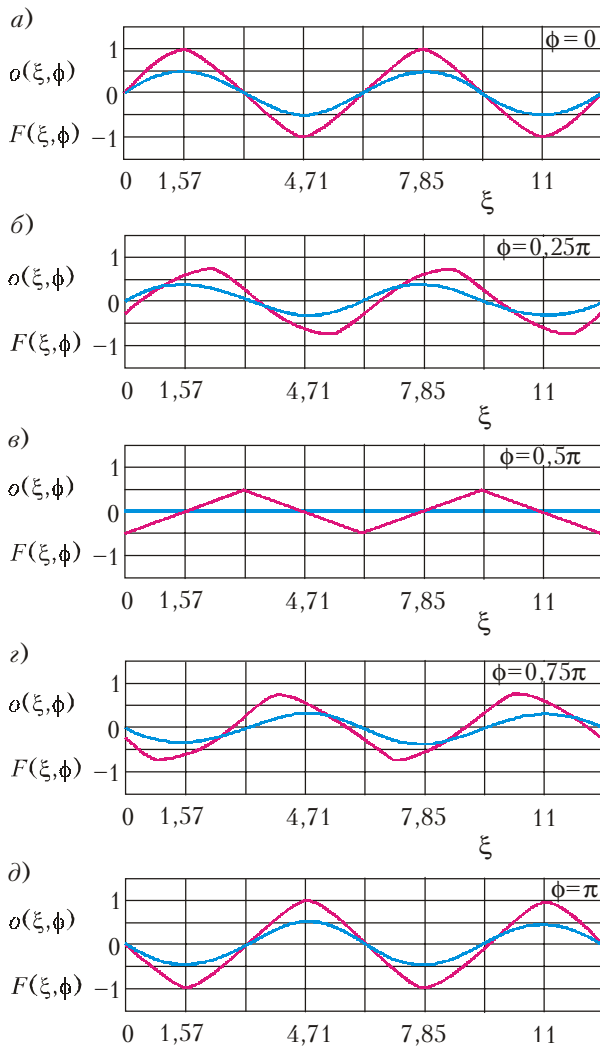 а)
ϕ=0
1
o(ξ,ϕ)
0
F(ξ,ϕ) −1
0 1,57 4,71 7,85 11
ξ
б)
ϕ=0,25π
1
o(ξ,ϕ)
0
F(ξ,ϕ) −1
0 1,57 4,71 7,85 11
ξ
в)
ϕ=0,5π
1
o(ξ,ϕ)
0
F(ξ,ϕ) −1
0 1,57 4,71 7,85 11
ξ
г)
ϕ=0,75π
1
o(ξ,ϕ)
0
F(ξ,ϕ) −1
0 1,57 4,71 7,85 11
ξ
д)
ϕ=π
1
o(ξ,ϕ)
0
F(ξ,ϕ) −1
0 1,57 4,71 7,85 11